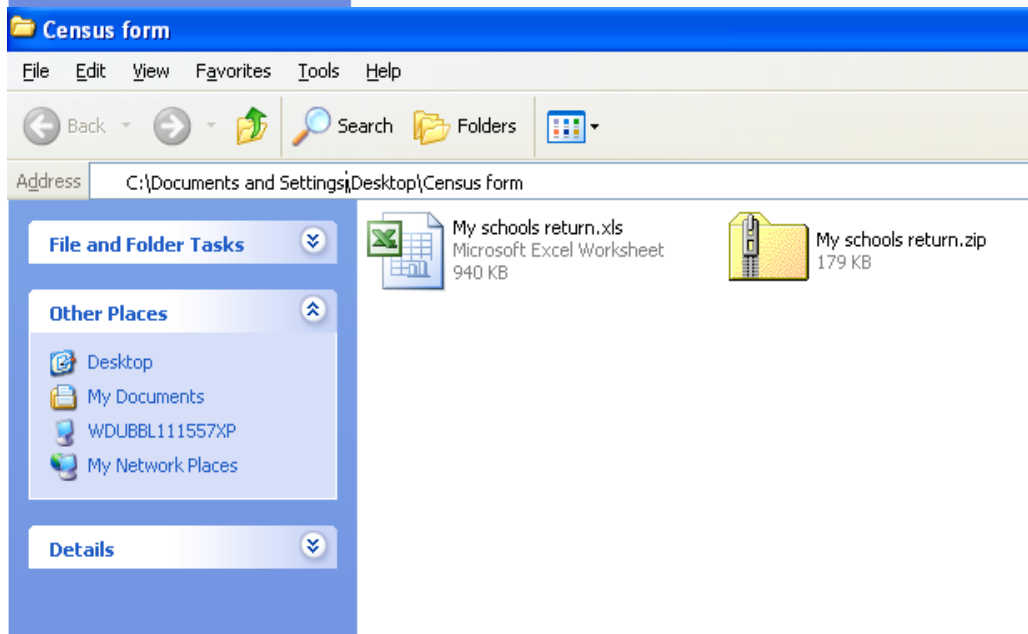 Census form
File Edit View Favorites Tools Help
Back Search Folders
Address C:\Documents and Settings\Desktop\Census form
File and Folder Tasks
Other Places
Desktop
My Documents
WDUBBL111557XP
My Network Places
Details
My schools return.xls
Microsoft Excel Worksheet
940 KB
My schools return.zip
179 KB